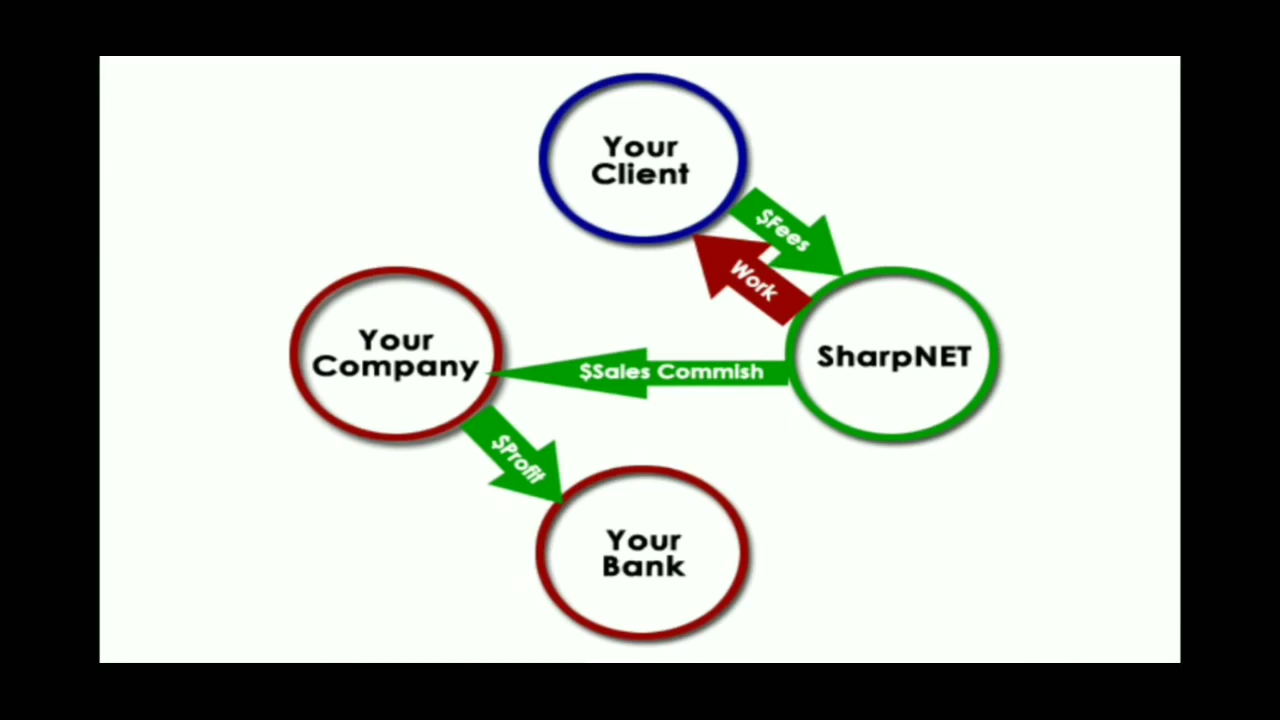 Your
Client
$Fees
Work
Your
Company
$Sales Commish
SharpNET
$Profit
Your
Bank